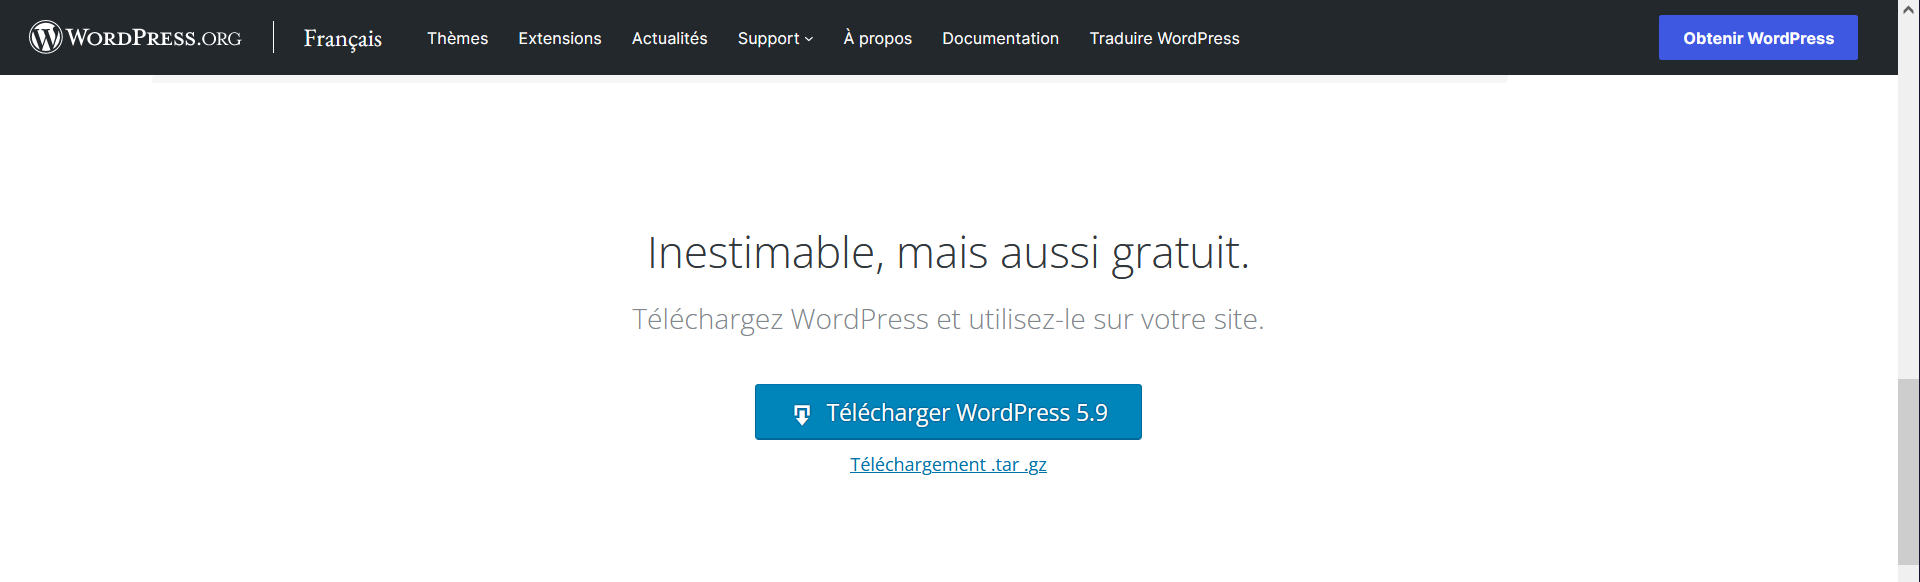 WORDPRESS.ORG
Français
Thèmes
Extensions
Actualités
Support
À propos
Documentation
Traduire WordPress
Obtenir WordPress
Inestimable, mais aussi gratuit.
Téléchargez WordPress et utilisez-le sur votre site.
Télécharger WordPress 5.9
Téléchargement .tar .gz